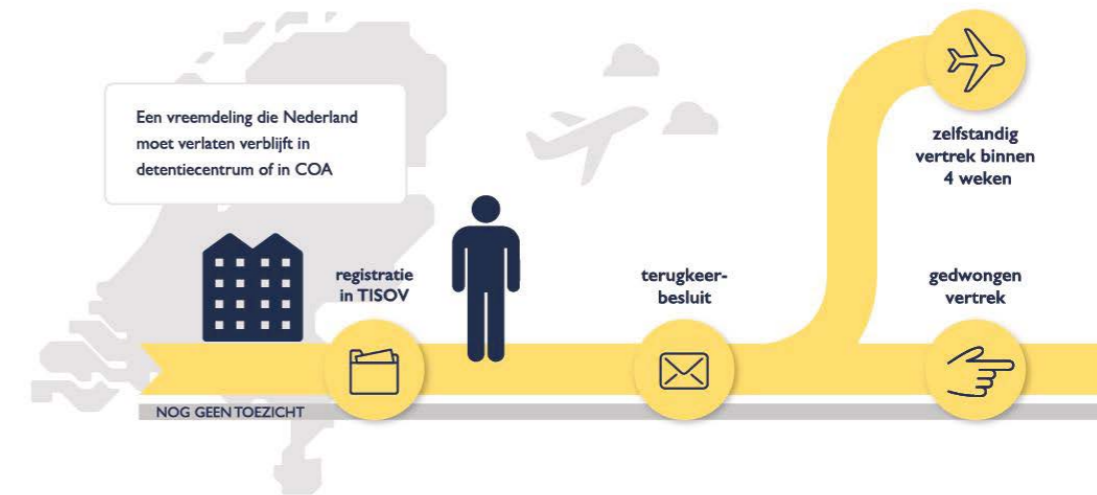 Een vreemdeling die Nederland
moet verlaten verblijft in
detentiecentrum of in COA
registratie
in TISOV
terugkeer-
besluit
zelfstandig
vertrek binnen
4 weken
gedwongen
vertrek
NOG GEEN TOEZICHT